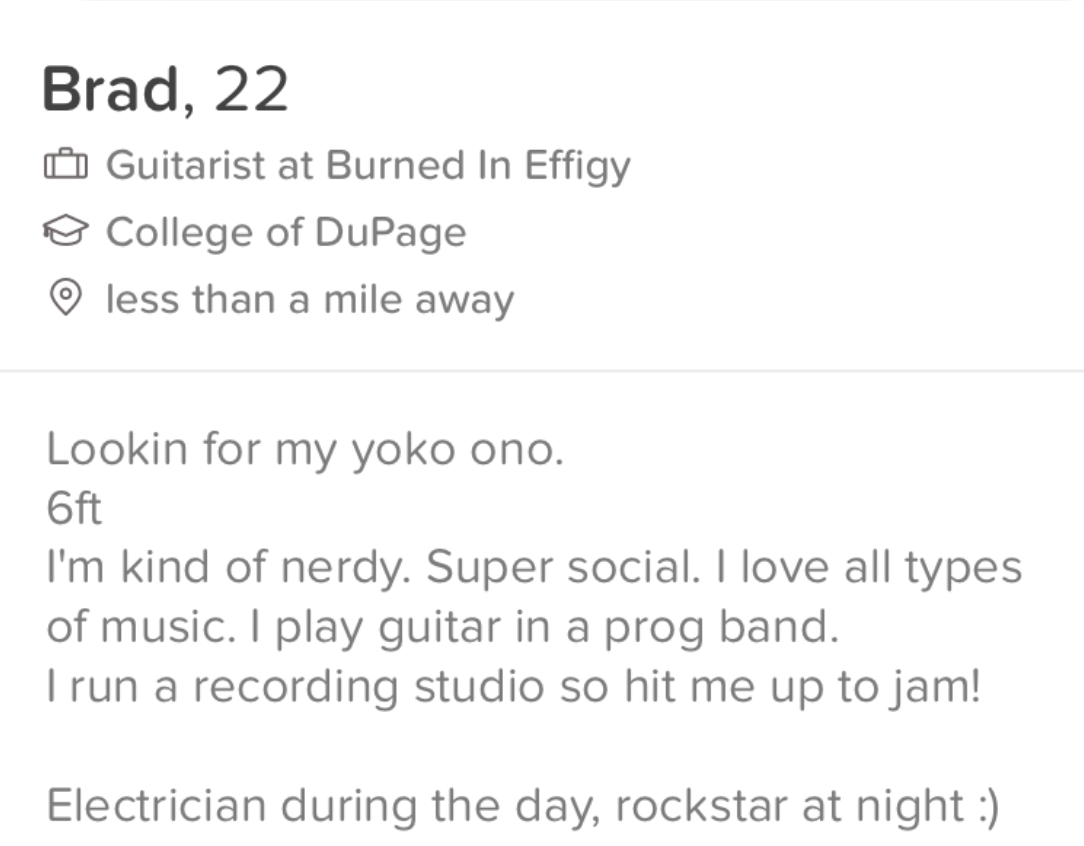 Brad, 22
Guitarist at Burned In Effigy
College of DuPage
less than a mile away
Lookin for my yoko ono.
6ft
I'm kind of nerdy. Super social. I love all types
of music. I play guitar in a prog band.
I run a recording studio so hit me up to jam!
Electrician during the day, rockstar at night :)